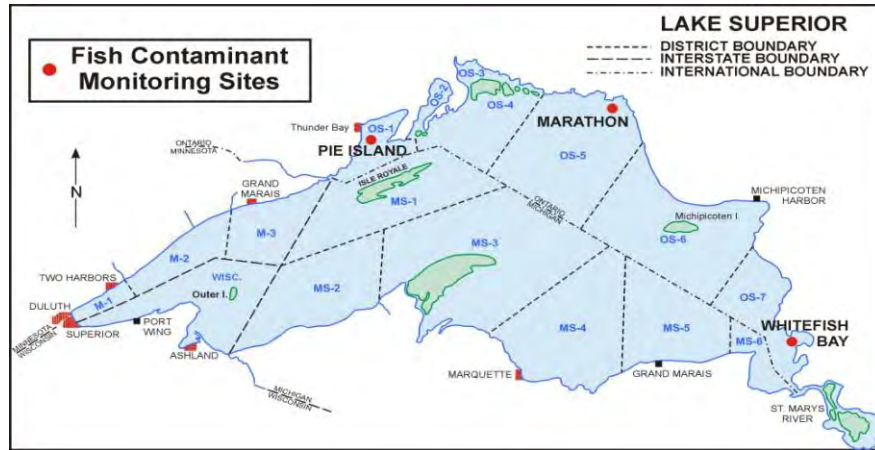 Fish Contaminant
Monitoring Sites
LAKE SUPERIOR
DISTRICT BOUNDARY
INTERSTATE BOUNDARY
INTERNATIONAL BOUNDARY
OS-3
OS-2
OS-4
Thunder Bay
OS-1
PIE ISLAND
MARATHON
ONTARIO
MINNESOTA
N
ISLE ROYALE
OS-5
GRAND
MARAIS
MS-1
MICHIPICOTEN
HARBOR
ONTARIO
MICHIGAN
Michipicoten I.
OS-6
M-3
M-2
MS-3
TWO HARBORS
WISC.
Outer I.
MS-2
M-1
OS-7
DULUTH
SUPERIOR
PORT
WING
MINNESOTA
WISCONSIN
ASHLAND
MS-4
MS-5
MS-6
WHITEFISH
BAY
MARQUETTE
GRAND MARAIS
MICHIGAN
WISCONSIN
ST. MARYS
RIVER